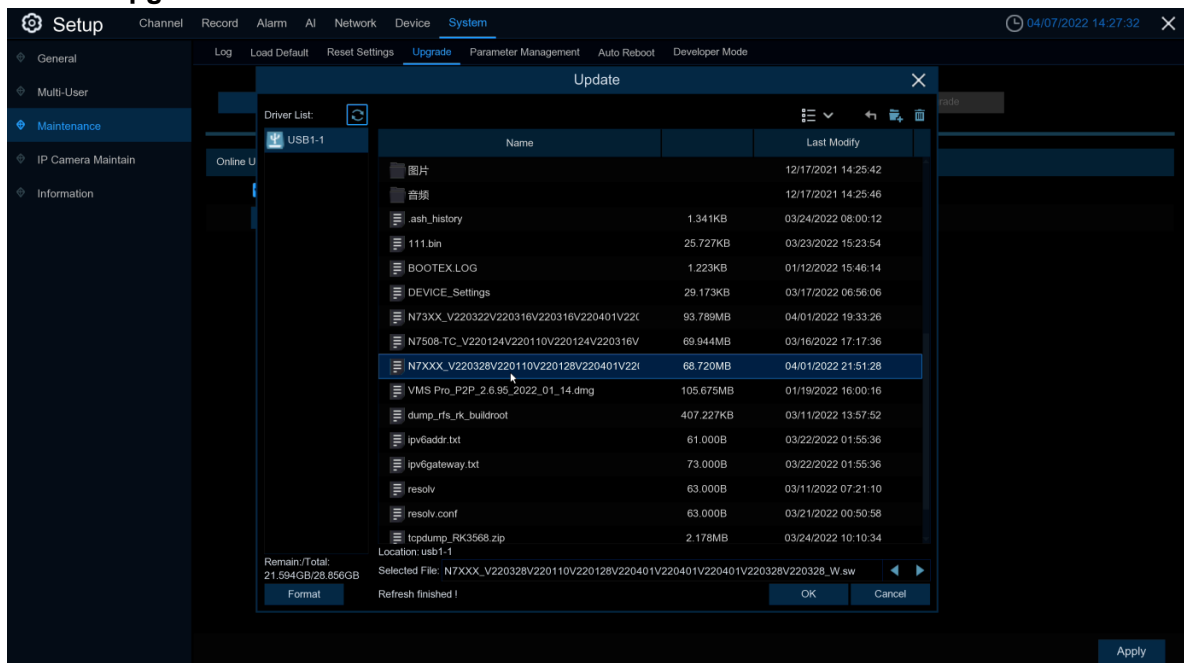 Setup Channel Record Alarm AI Network Device System 04/07/2022 14:27:32
General
Multi-User
Maintenance
IP Camera Maintain
Information
Log Load Default Reset Settings Upgrade Parameter Management Auto Reboot Developer Mode
Update
rade
Online U
Driver List:
USB1-1
Name Last Modify
图片 12/17/2021 14:25:42
音频 12/17/2021 14:25:46
.ash_history 1.341KB 03/24/2022 08:00:12
111.bin 25.727KB 03/23/2022 15:23:54
BOOTEX.LOG 1.223KB 01/12/2022 15:46:14
DEVICE_Settings 29.173KB 03/17/2022 06:56:06
N73XX_V220322V220316V220316V220401V22( 93.789MB 04/01/2022 19:33:26
N7508-TC_V220124V220110V220124V220316V 69.944MB 03/16/2022 17:17:36
N7XXX_V220328V220110V220128V220401V22( 68.720MB 04/01/2022 21:51:28
VMS Pro_P2P_2.6.95_2022_01_14.dmg 105.675MB 01/19/2022 16:00:16
dump_rfs_rk_buildroot 407.227KB 03/11/2022 13:57:52
ipv6addr.txt 61.000B 03/22/2022 01:55:36
ipv6gateway.txt 73.000B 03/22/2022 01:55:36
resolv 63.000B 03/11/2022 07:21:10
resolv.conf 63.000B 03/21/2022 00:50:58
tcpdump_RK3568.zip 2.178MB 03/24/2022 10:10:34
Location: usb1-1
Remain:/Total:
21.594GB/28.856GB
Selected File: N7XXX_V220328V220110V220128V220401V220401V220401V220328V220328_W.sw
Format Refresh finished ! OK Cancel
Apply